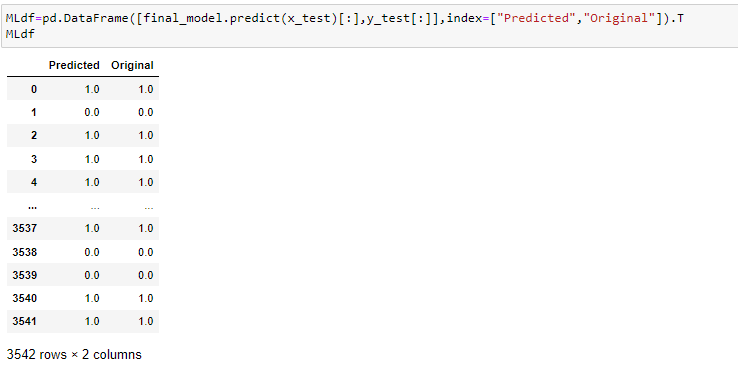 MLdf=pd.DataFrame([final_model.predict(x_test)[:],y_test[:]],index=["Predicted","Original"]).T
MLdf
Predicted Original
0 1.0 1.0
1 0.0 0.0
2 1.0 1.0
3 1.0 1.0
4 1.0 1.0
... ... ...
3537 1.0 1.0
3538 0.0 0.0
3539 0.0 0.0
3540 1.0 1.0
3541 1.0 1.0
3542 rows × 2 columns